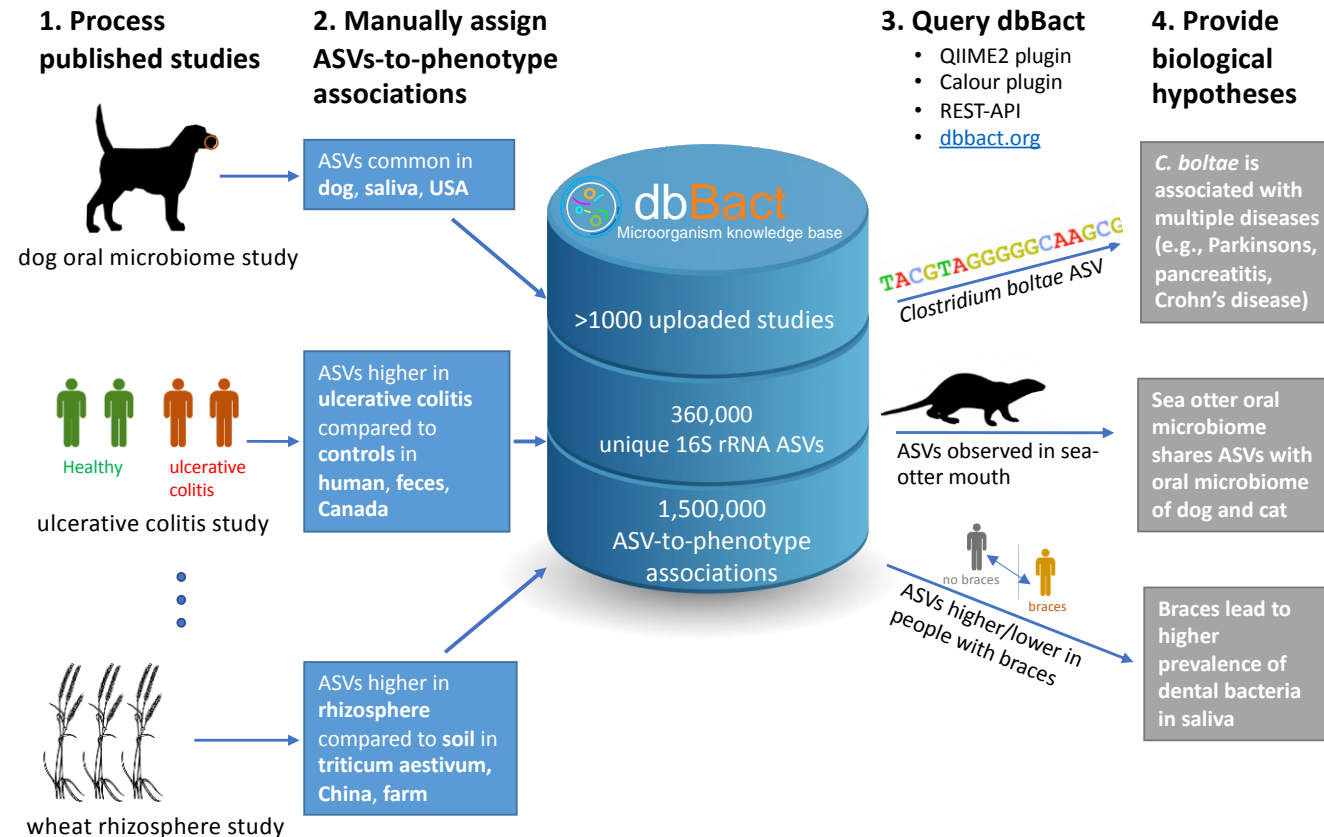 1. Process
published studies
dog oral microbiome study
Healthy
ulcerative
colitis
ulcerative colitis study
wheat rhizosphere study
2. Manually assign
ASVs-to-phenotype
associations
ASVs common in
dog, saliva, USA
ASVs higher in
ulcerative colitis
compared to
controls in
human, feces,
Canada
ASVs higher in
rhizosphere
compared to soil in
triticum aestivum,
China, farm
dbBact
Microorganism knowledge base
>1000 uploaded studies
360,000
unique 16S rRNA ASVs
1,500,000
ASV-to-phenotype
associations
3. Query dbBact
• QIIME2 plugin
• Calour plugin
• REST-API
• dbbact.org
TACGTAGGGGGCAAGCG
Clostridium boltae ASV
ASVs observed in sea-
otter mouth
no braces
braces
ASVs higher/lower in
people with braces
4. Provide
biological
hypotheses
C. boltae is
associated with
multiple diseases
(e.g., Parkinsons,
pancreatitis,
Crohn's disease)
Sea otter oral
microbiome
shares ASVs with
oral microbiome
of dog and cat
Braces lead to
higher
prevalence of
dental bacteria
in saliva